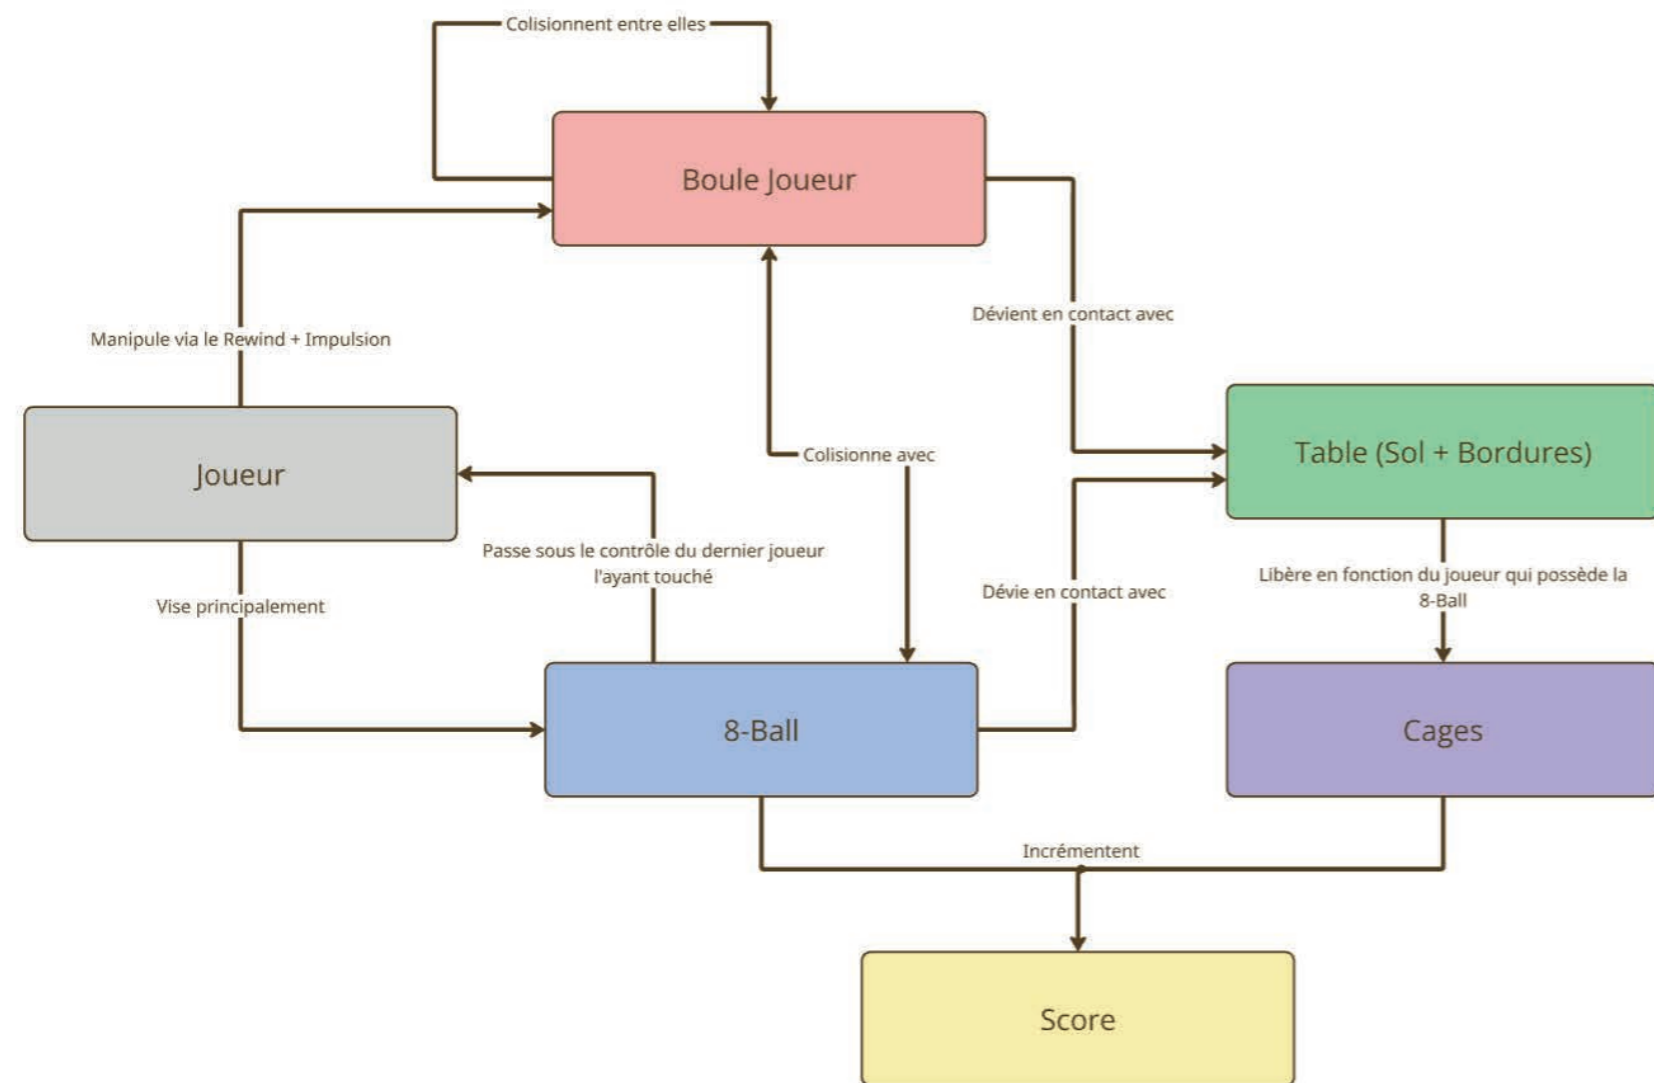 Colisionnent entre elles
Boule Joueur
Dévient en contact avec
Manipule via le Rewind + Impulsion
Joueur
Colisionne avec
Table (Sol + Bordures)
Passe sous le contrôle du dernier joueur
l'ayant touché
Vise principalement
Dévie en contact avec
Libère en fonction du joueur qui possède la
8-Ball
8-Ball
Cages
Incrémentent
Score